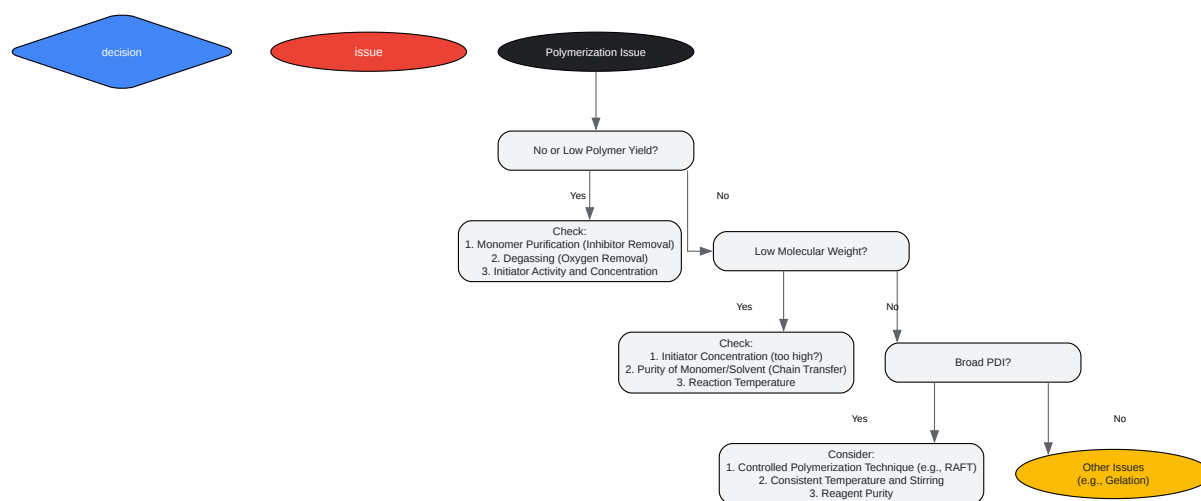 decision
issue
Polymerization Issue
No or Low Polymer Yield?
Yes
No
Check:
1. Monomer Purification (Inhibitor Removal)
2. Degassing (Oxygen Removal)
3. Initiator Activity and Concentration
Low Molecular Weight?
Yes
No
Check:
1. Initiator Concentration (too high?)
2. Purity of Monomer/Solvent (Chain Transfer)
3. Reaction Temperature
Broad PDI?
Yes
No
Consider:
1. Controlled Polymerization Technique (e.g., RAFT)
2. Consistent Temperature and Stirring
3. Reagent Purity
Other Issues
(e.g., Gelation)